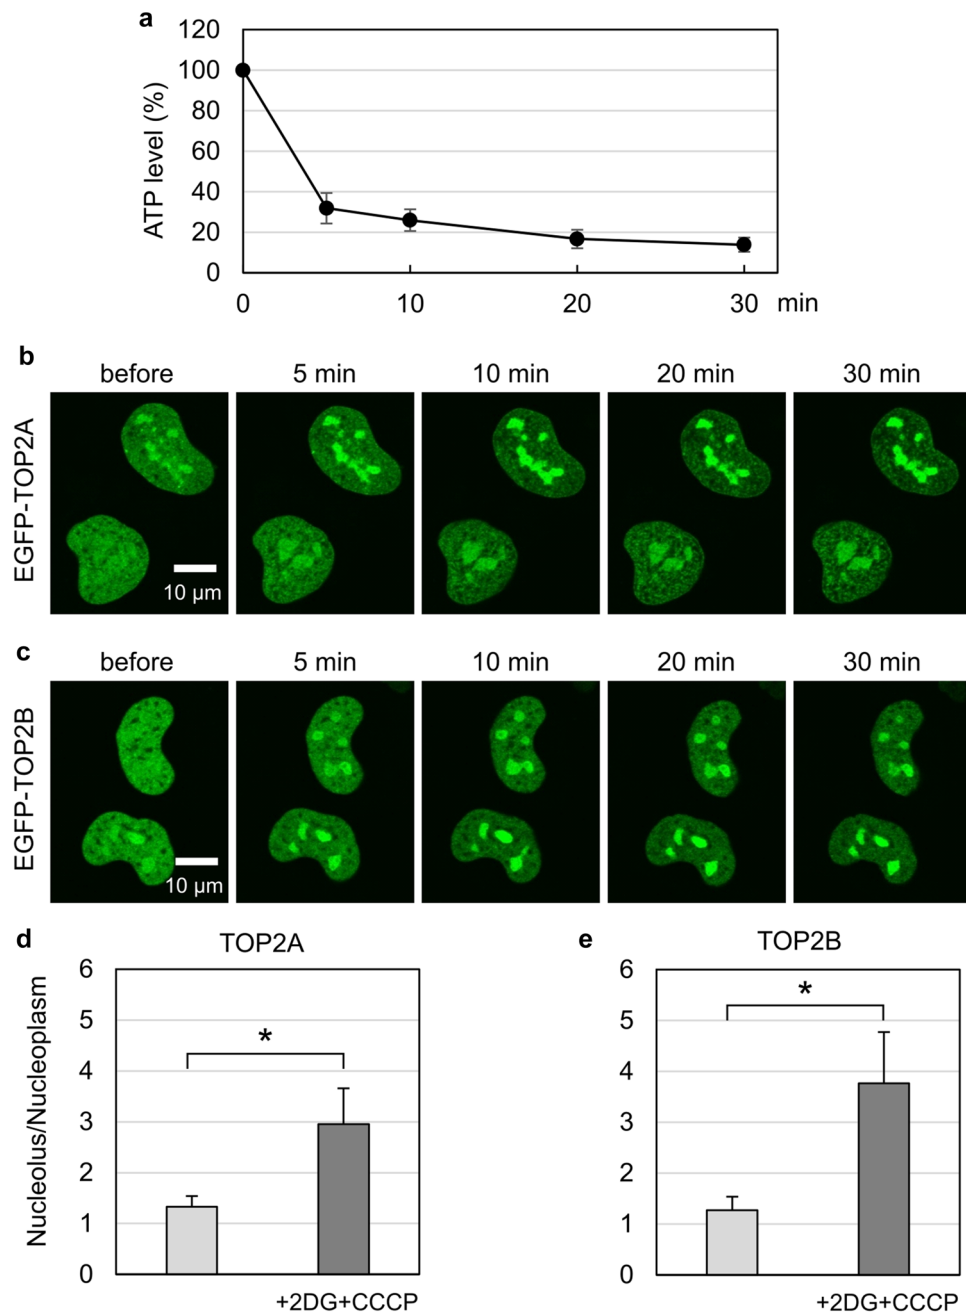 a
120
100
80
60
40
20
0
ATP level (%)
0 10 20 30 min
b
before 5 min 10 min 20 min 30 min
EGFP-TOP2A
10 µm
c
before 5 min 10 min 20 min 30 min
EGFP-TOP2B
10 µm
d
TOP2A
6
5
4
3
2
1
0
Nucleolus/Nucleoplasm
*
+2DG+CCCP
e
TOP2B
6
5
4
3
2
1
0
*
+2DG+CCCP